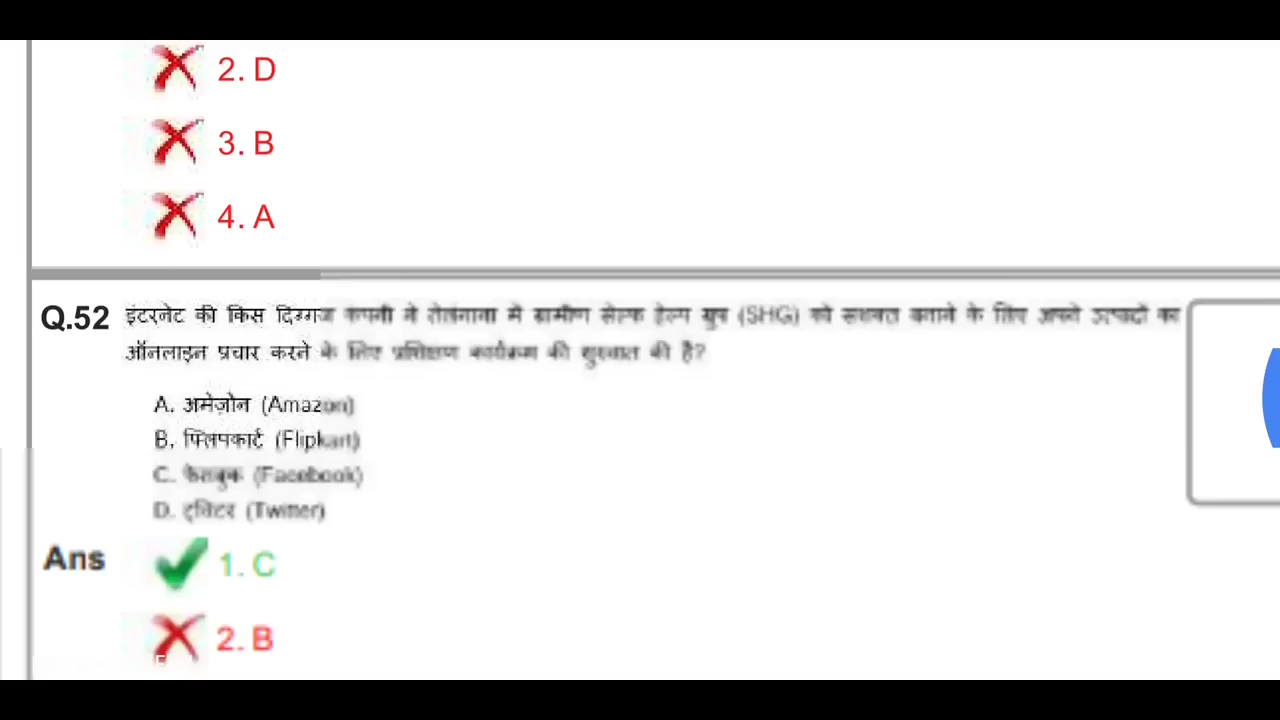 2. D
3. B
4. A
Q.52 इंटरनेट की किस दिग्गज कंपनी ने तेलंगाना में ग्रामीण सेल्फ हेल्प ग्रुप (SHG) को सशक्त बनाने के लिए अपने उत्पादों का
ऑनलाइन प्रचार करने के लिए प्रशिक्षण कार्यक्रम की शुरुवात की है?
A. अमेज़ोन (Amazon)
B. फ्लिपकार्ट (Flipkart)
C. फेसबुक (Facebook)
D. ट्विटर (Twitter)
Ans 1. C
2. B